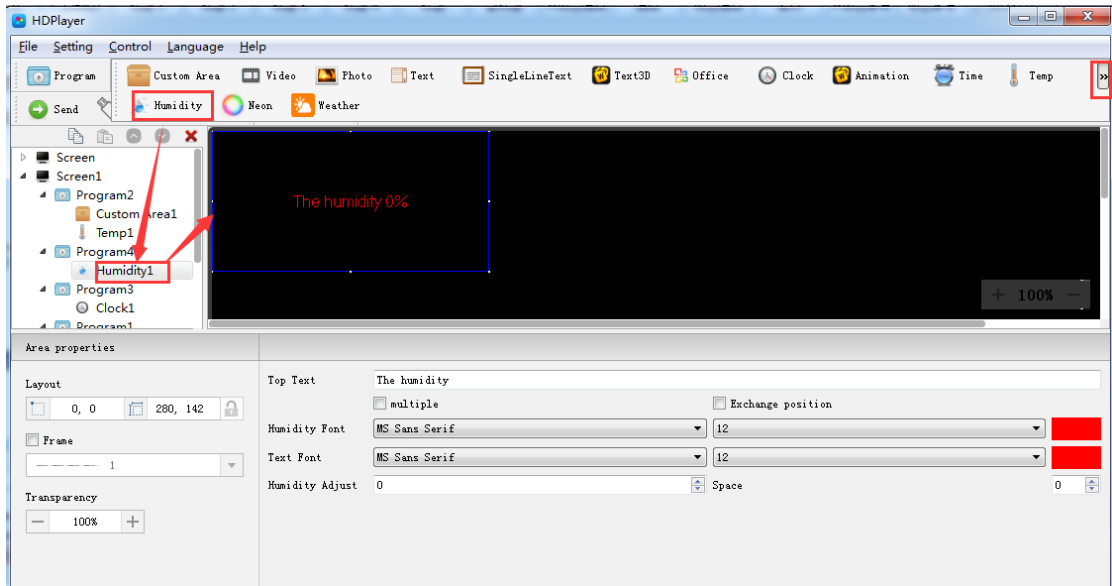 HDPlayer
File Setting Control Language Help
Program Custom Area Video Photo Text SingleLineText Text3D Office Clock Animation Time Temp »
Send Humidity Neon Weather
Screen
Screen1
Program2
Custom Area1
Temp1
Program4
Humidity1
Program3
Clock1
Program1
The humidity 0%
+ 100% −
Area properties
Layout
0, 0 280, 142
Frame
1
Transparency
− 100% +
Top Text The humidity
multiple Exchange position
Humidity Font MS Sans Serif 12
Text Font MS Sans Serif 12
Humidity Adjust 0 Space 0